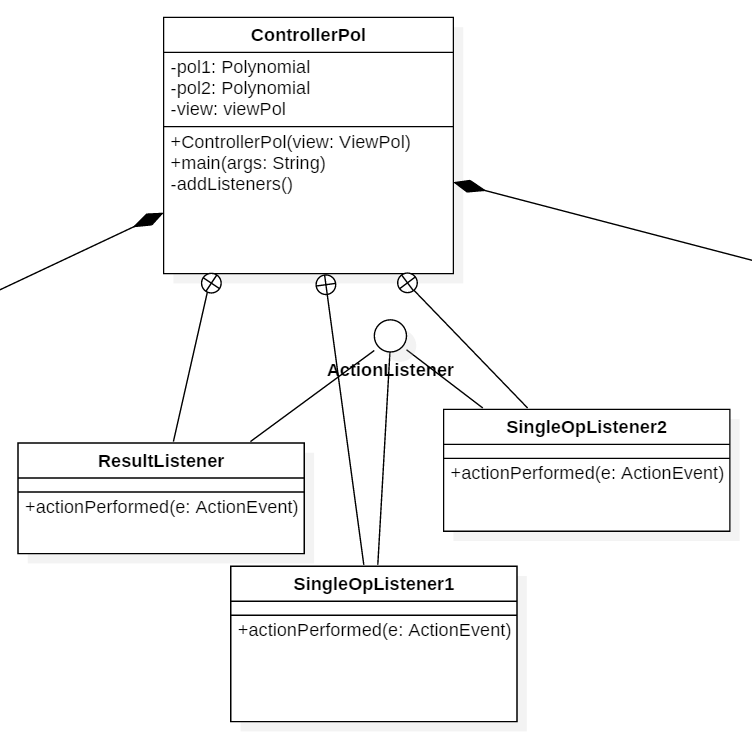 ControllerPol
-pol1: Polynomial
-pol2: Polynomial
-view: viewPol
+ControllerPol(view: ViewPol)
+main(args: String)
-addListeners()
ActionListener
SingleOpListener2
+actionPerformed(e: ActionEvent)
ResultListener
+actionPerformed(e: ActionEvent)
SingleOpListener1
+actionPerformed(e: ActionEvent)